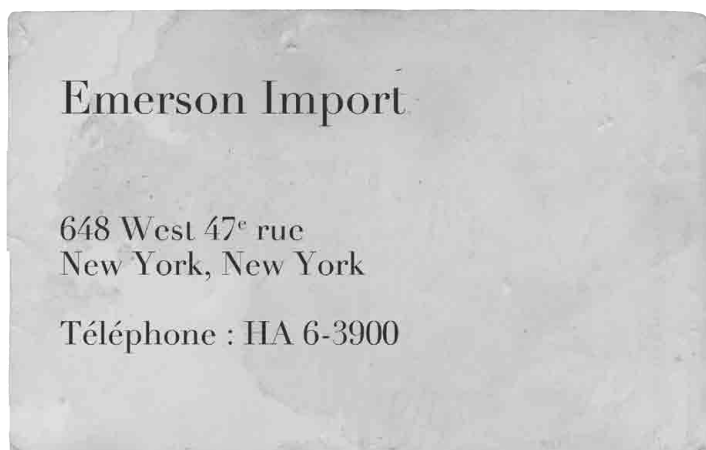 Emerson Import
648 West 47ᵉ rue
New York, New York
Téléphone : HA 6-3900